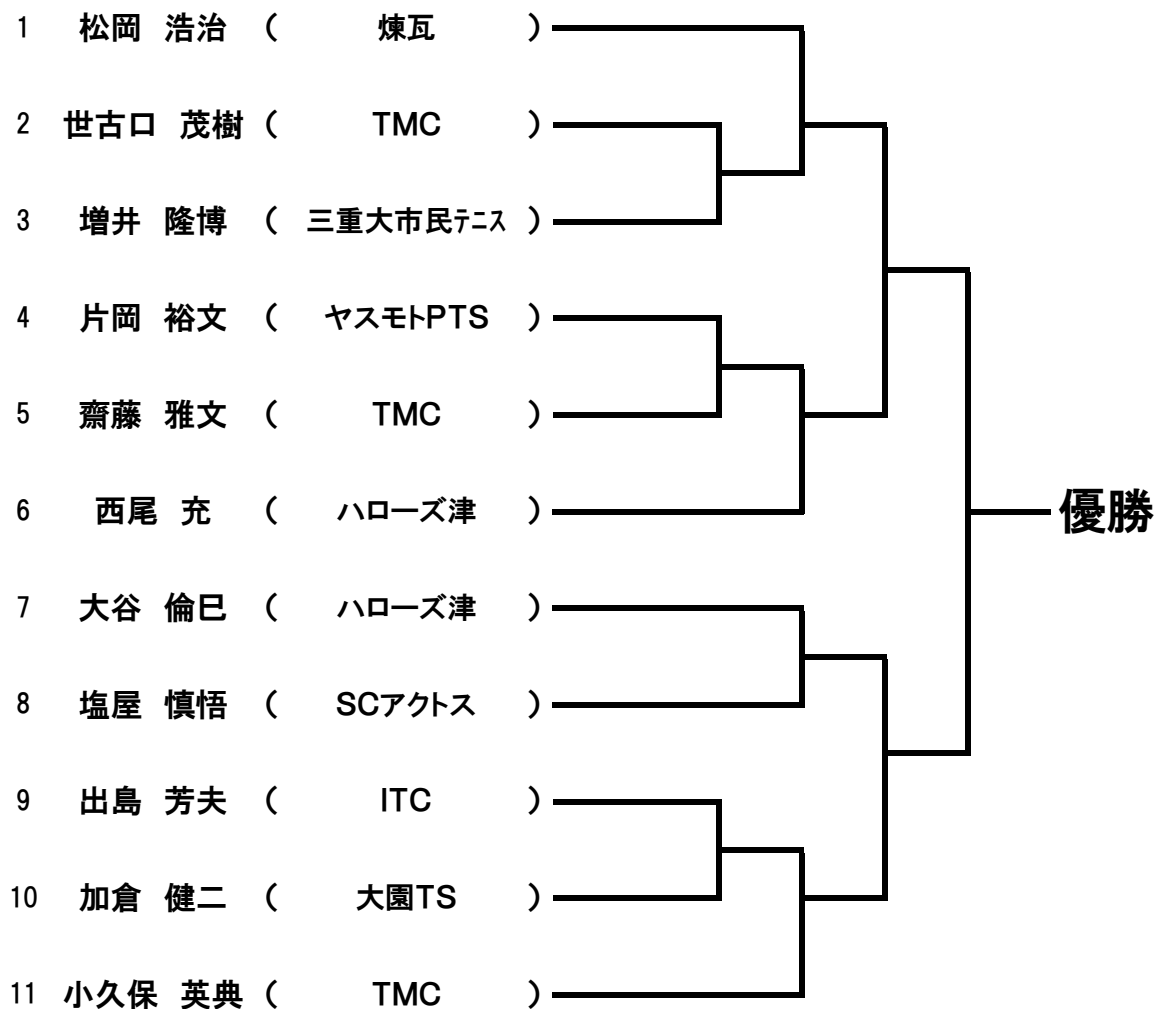 1 松岡 浩治 ( 煉瓦 )
2 世古口 茂樹 ( TMC )
3 増井 隆博 ( 三重大市民テニス )
4 片岡 裕文 ( ヤスモトPTS )
5 齋藤 雅文 ( TMC )
6 西尾 充 ( ハローズ津 )
優勝
7 大谷 倫巳 ( ハローズ津 )
8 塩屋 慎悟 ( SCアクトス )
9 出島 芳夫 ( ITC )
10 加倉 健二 ( 大園TS )
11 小久保 英典 ( TMC )